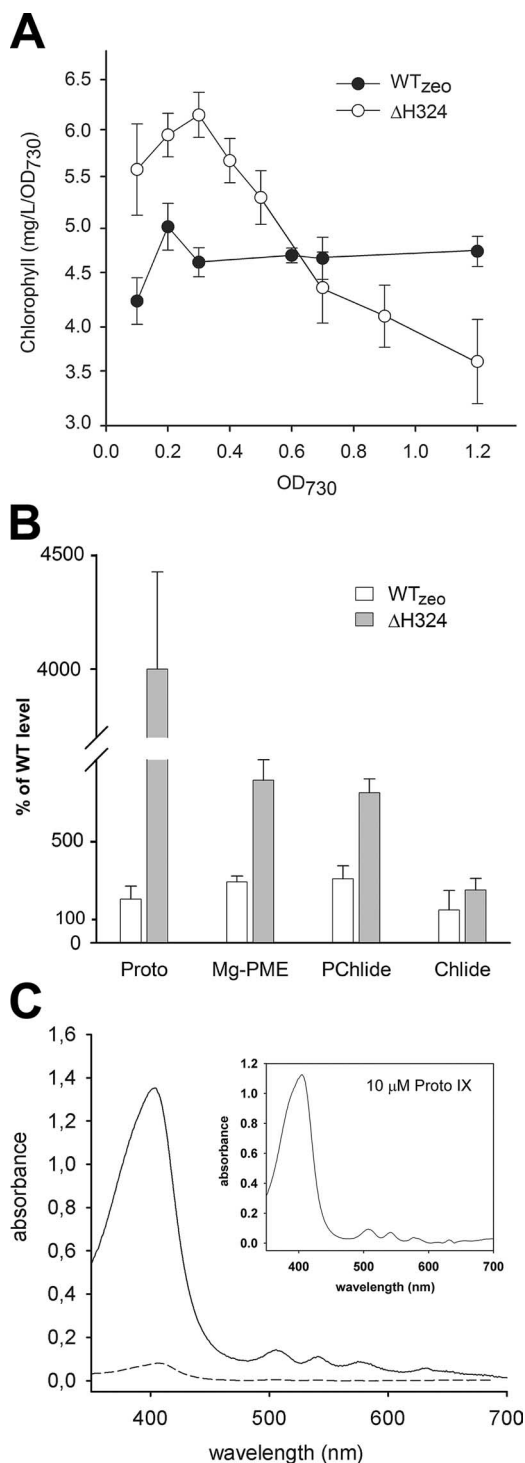 A
Chlorophyll (mg/L/OD730)
6.5
6.0
5.5
5.0
4.5
4.0
3.5
3.0
WTzeo
ΔH324
0.0 0.2 0.4 0.6 0.8 1.0 1.2
OD730
B
% of WT level
4500
4000
500
100
0
WTzeo
ΔH324
Proto Mg-PME PChlide Chlide
C
absorbance
1,6
1,4
1,2
1,0
0,8
0,6
0,4
0,2
0,0
400 500 600 700
wavelength (nm)
10 μM Proto IX
absorbance
1.2
1.0
0.8
0.6
0.4
0.2
0.0
400 500 600 700
wavelength (nm)